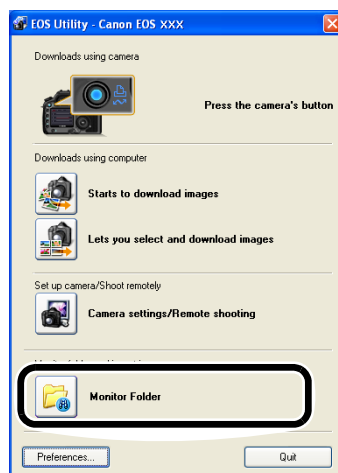 EOS Utility - Canon EOS XXX
Downloads using camera
Press the camera's button
Downloads using computer
Starts to download images
Lets you select and download images
Set up camera/Shoot remotely
Camera settings/Remote shooting
Monitor Folder
Preferences...
Quit